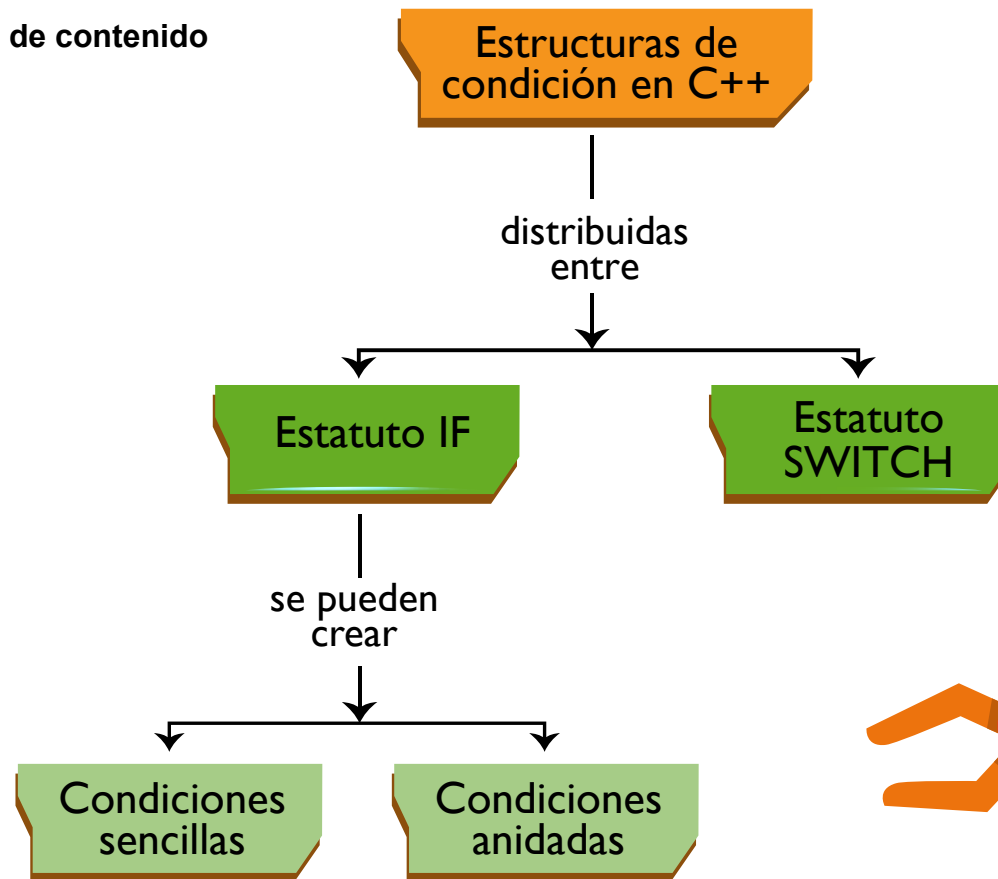 de contenido
Estructuras de
condición en C++
distribuidas
entre
Estatuto IF
Estatuto
SWITCH
se pueden
crear
Condiciones
sencillas
Condiciones
anidadas